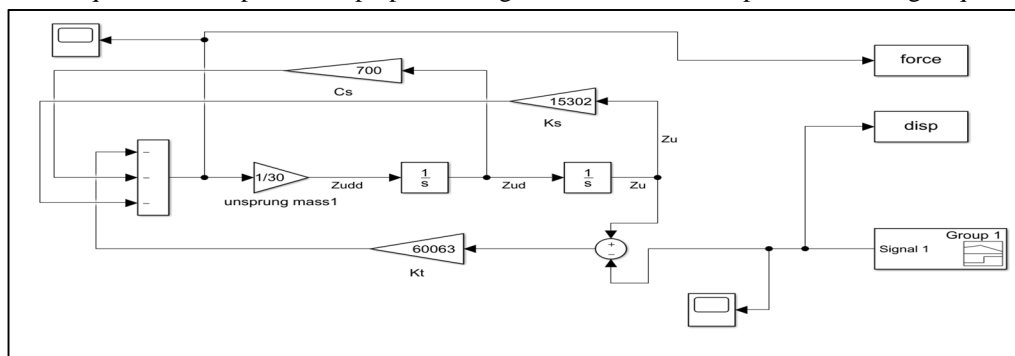 force
700
Cs
15302
Ks
disp
Zu
−
−
−
1/30
unsprung mass1
Zudd
1
s
Zud
1
s
Zu
+
−
60063
Kt
Group 1
Signal 1